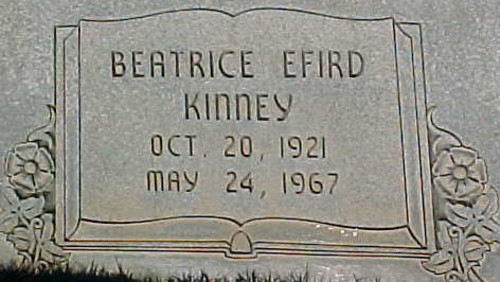 BEATRICE EFIRD
KINNEY
OCT. 20, 1921
MAY 24, 1967